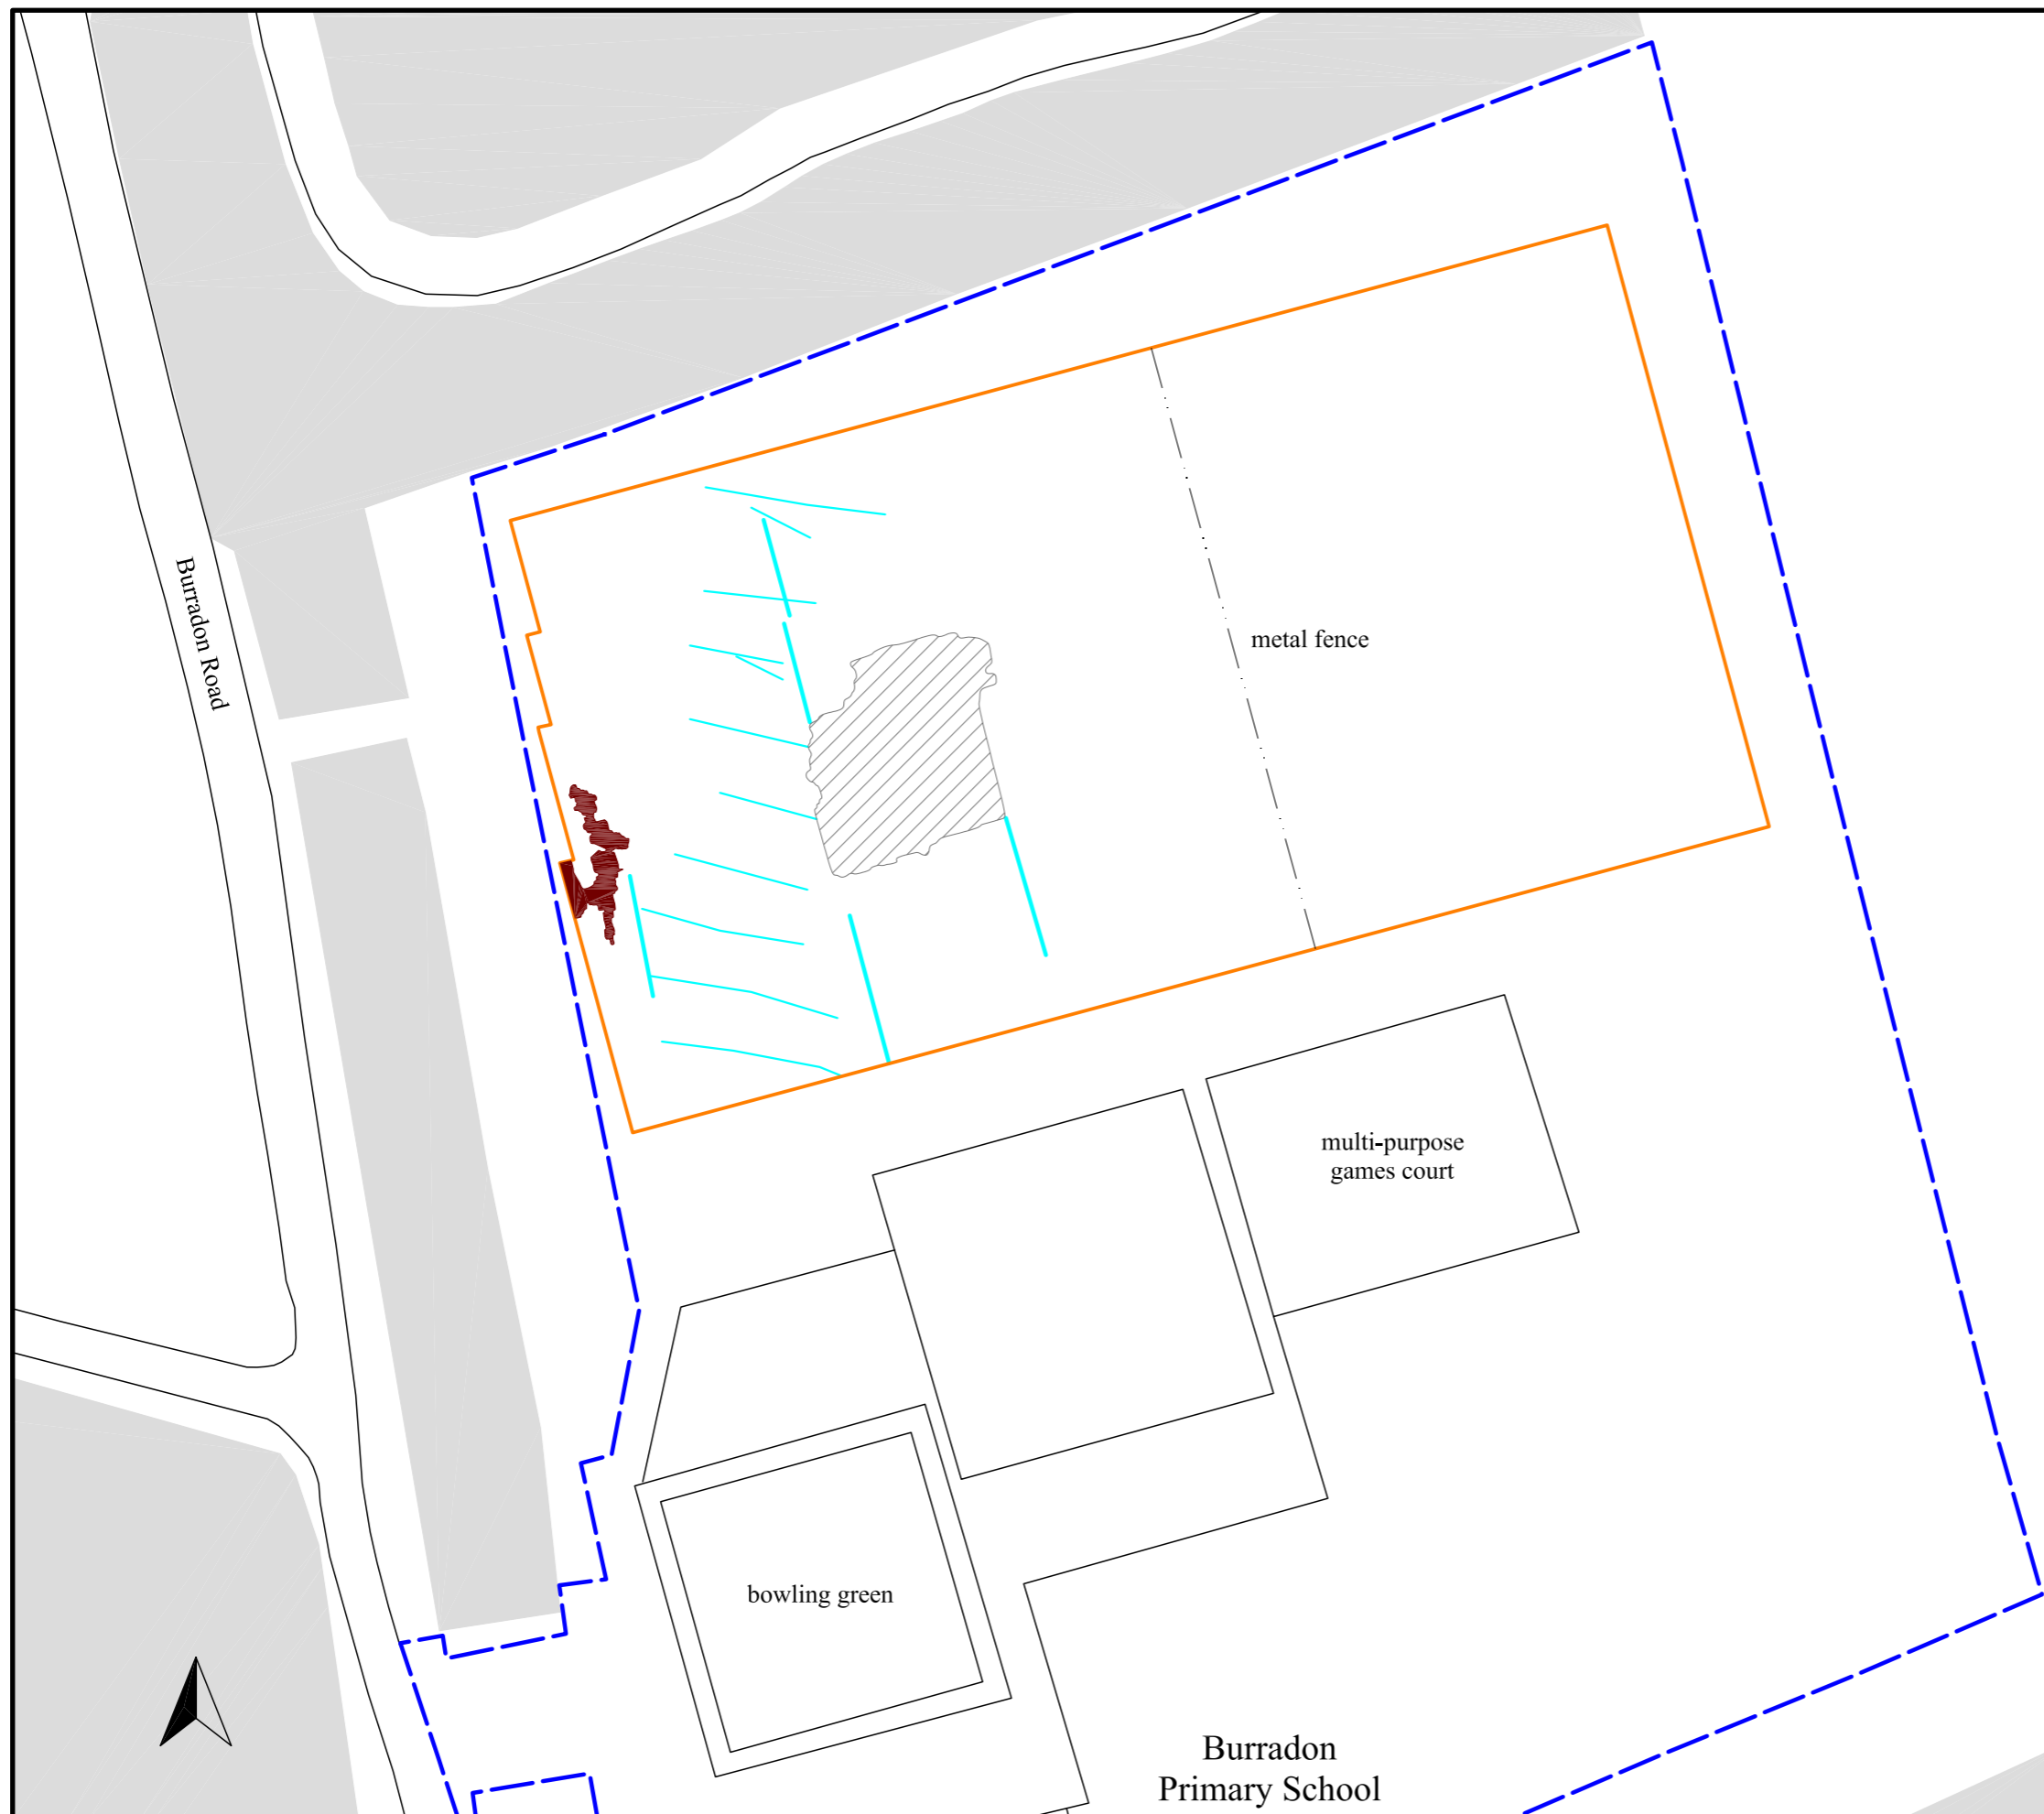 Burradon Road
metal fence
multi-purpose
games court
bowling green
Burradon
Primary School